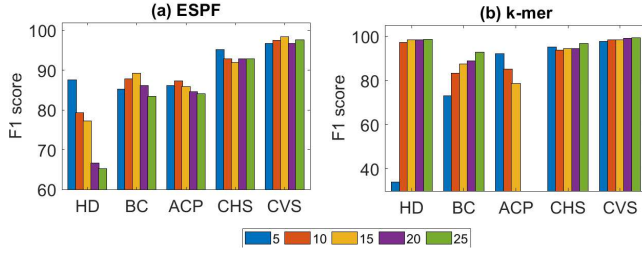 (a) ESPF
F1 score
100
90
80
70
60
HD BC ACP CHS CVS
(b) k-mer
F1 score
100
80
60
40
HD BC ACP CHS CVS
5 10 15 20 25